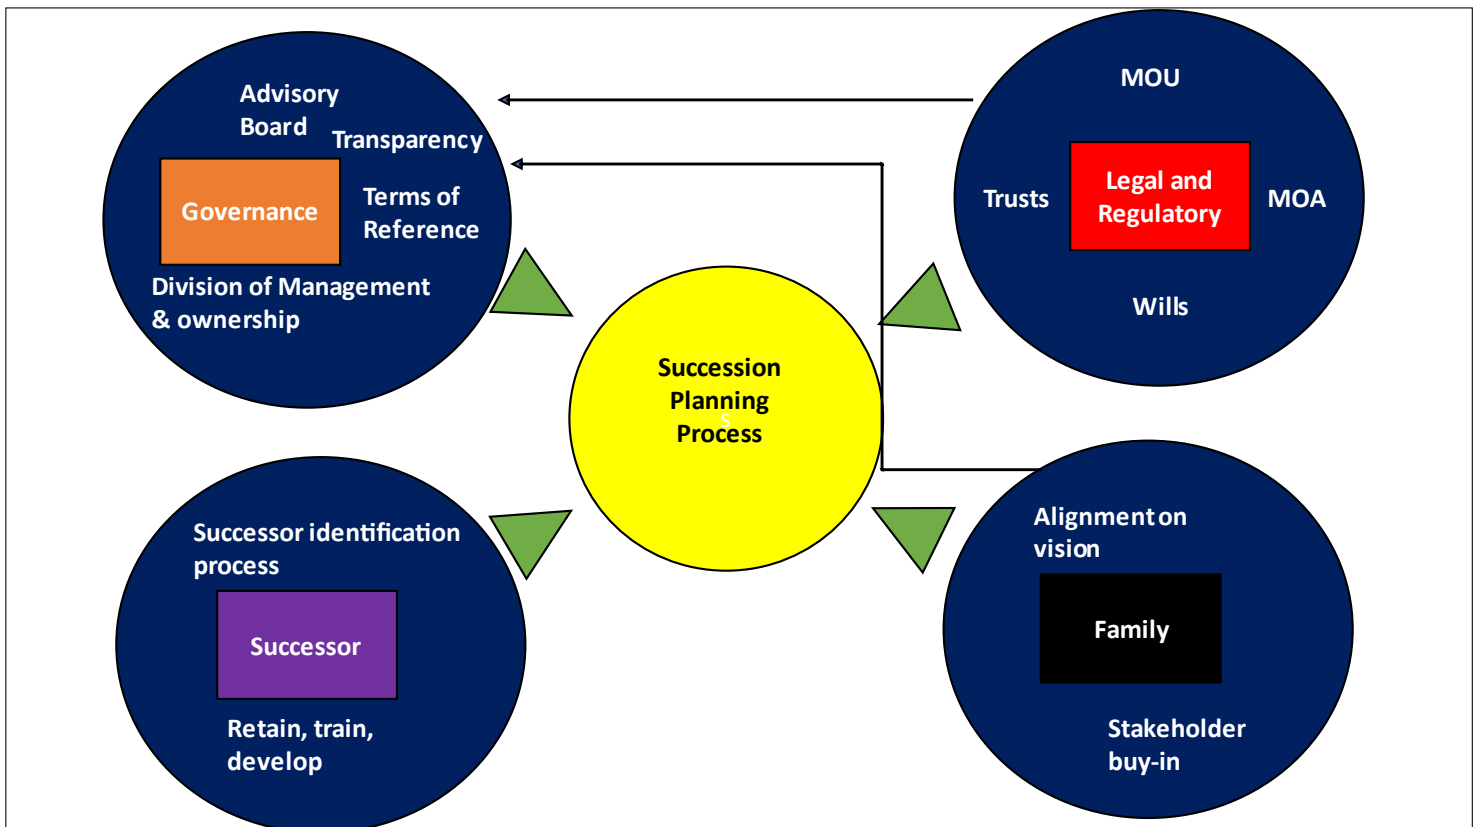 Advisory
Board
Transparency
Governance
Terms of
Reference
Division of Management
& ownership
MOU
Trusts
Legal and
Regulatory
MOA
Wills
Succession
Planning
S
Process
Successor identification
process
Successor
Retain, train,
develop
Alignment on
vision
Family
Stakeholder
buy-in